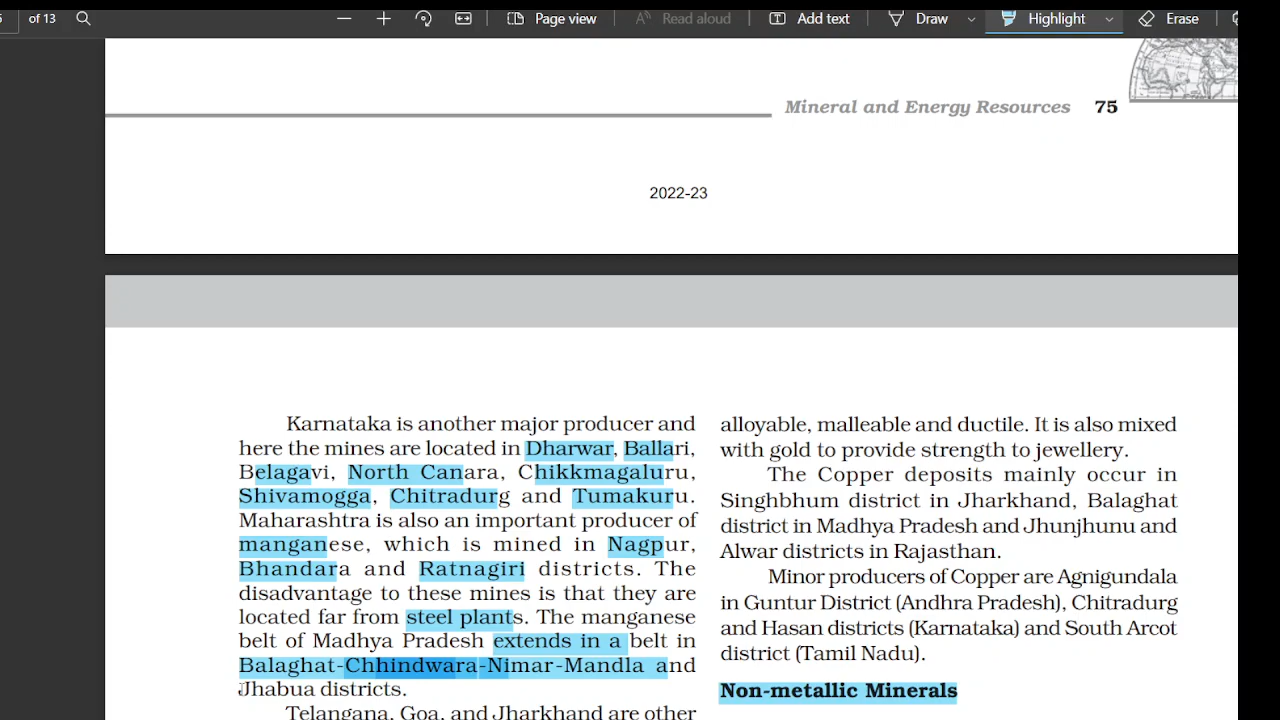 of 13
Page view
Read aloud
Add text
Draw
Highlight
Erase
Mineral and Energy Resources 75
2022-23
Karnataka is another major producer and
here the mines are located in Dharwar, Ballari,
Belagavi, North Canara, Chikkmagaluru,
Shivamogga, Chitradurg and Tumakuru.
Maharashtra is also an important producer of
manganese, which is mined in Nagpur,
Bhandara and Ratnagiri districts. The
disadvantage to these mines is that they are
located far from steel plants. The manganese
belt of Madhya Pradesh extends in a belt in
Balaghat-Chhindwara-Nimar-Mandla and
Jhabua districts.
Telangana, Goa, and Jharkhand are other
alloyable, malleable and ductile. It is also mixed
with gold to provide strength to jewellery.
The Copper deposits mainly occur in
Singhbhum district in Jharkhand, Balaghat
district in Madhya Pradesh and Jhunjhunu and
Alwar districts in Rajasthan.
Minor producers of Copper are Agnigundala
in Guntur District (Andhra Pradesh), Chitradurg
and Hasan districts (Karnataka) and South Arcot
district (Tamil Nadu).
Non-metallic Minerals